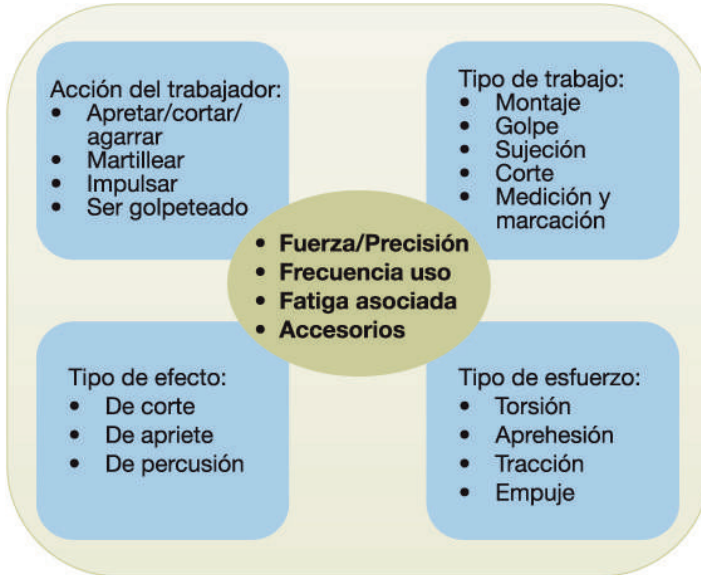 Acción del trabajador:
• Apretar/cortar/
agarrar
• Martillear
• Impulsar
• Ser golpeteado
Tipo de trabajo:
• Montaje
• Golpe
• Sujeción
• Corte
• Medición y
marcación
• Fuerza/Precisión
• Frecuencia uso
• Fatiga asociada
• Accesorios
Tipo de efecto:
• De corte
• De apriete
• De percusión
Tipo de esfuerzo:
• Torsión
• Aprehesión
• Tracción
• Empuje